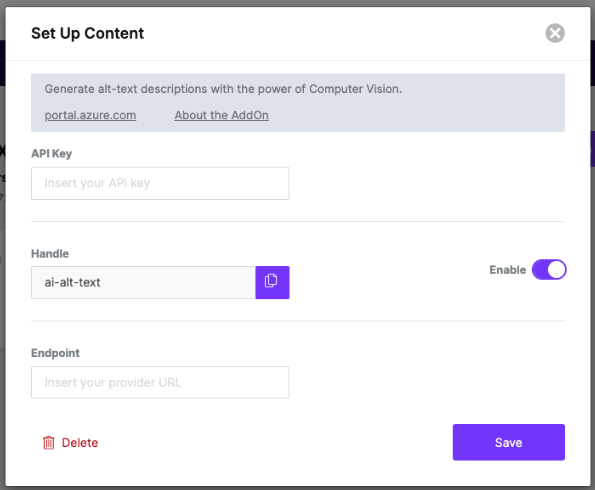 Set Up Content
Generate alt-text descriptions with the power of Computer Vision.
portal.azure.com About the AddOn
API Key
Insert your API key
Handle
ai-alt-text
Enable
Endpoint
Insert your provider URL
Delete
Save